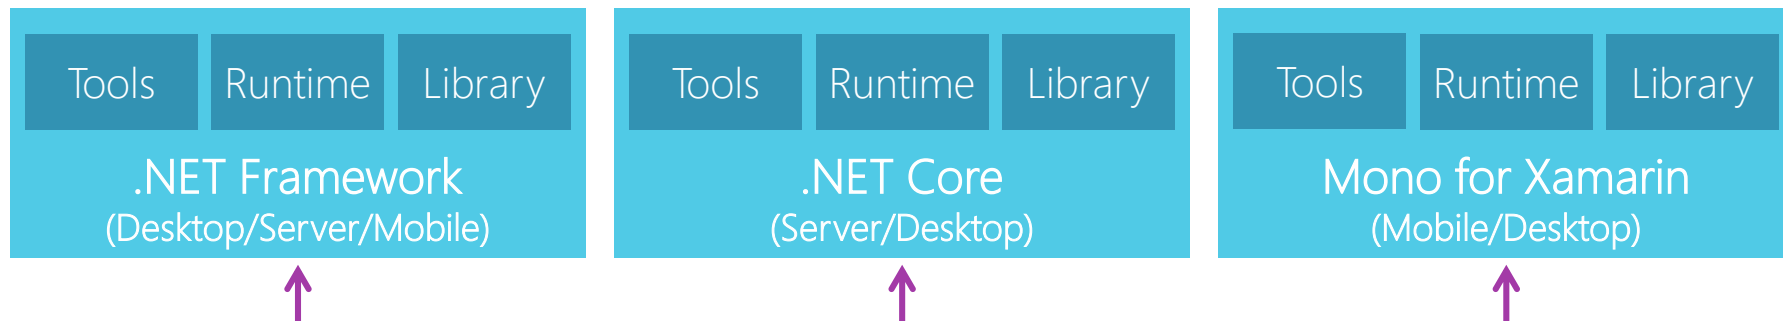 Tools Runtime Library
.NET Framework
(Desktop/Server/Mobile)
Tools Runtime Library
.NET Core
(Server/Desktop)
Tools Runtime Library
Mono for Xamarin
(Mobile/Desktop)